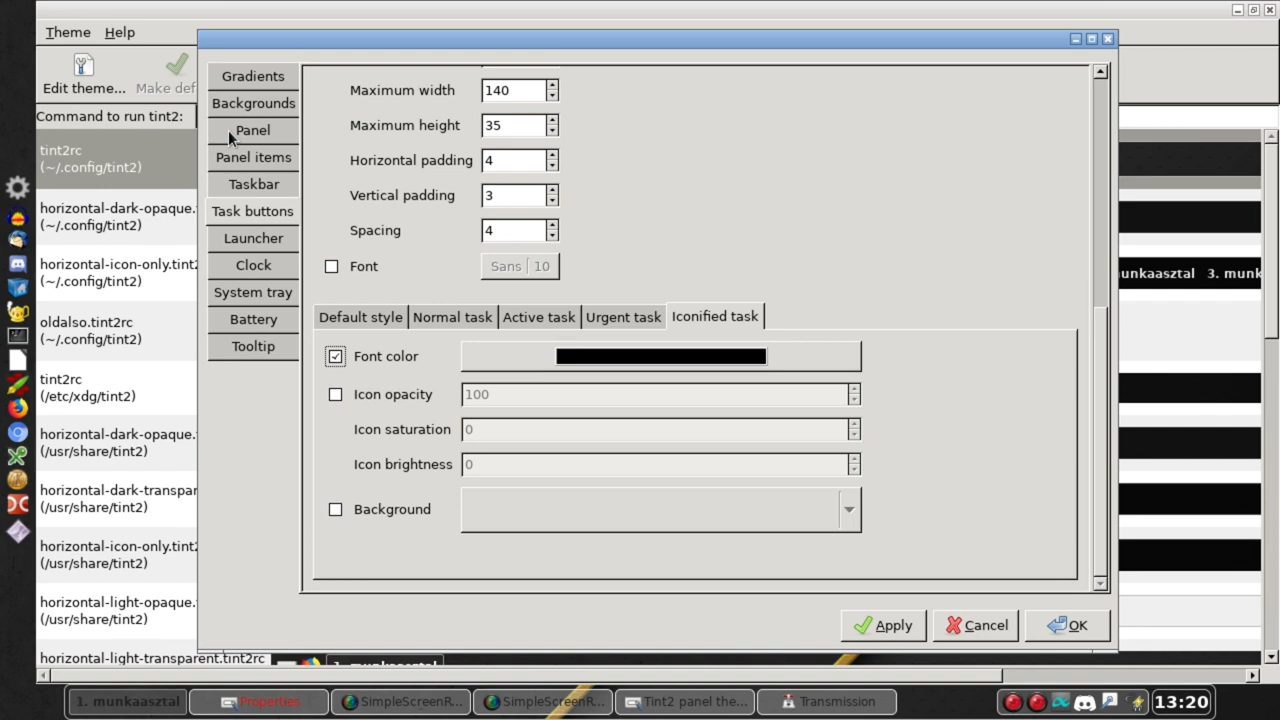 Theme Help
Edit theme... Make def
Command to run tint2:
tint2rc
(~/.config/tint2)
horizontal-dark-opaque.
(~/.config/tint2)
horizontal-icon-only.tint2
(~/.config/tint2)
oldalso.tint2rc
(~/.config/tint2)
tint2rc
(/etc/xdg/tint2)
horizontal-dark-opaque.
(/usr/share/tint2)
horizontal-dark-transpar
(/usr/share/tint2)
horizontal-icon-only.tint2
(/usr/share/tint2)
horizontal-light-opaque.
(/usr/share/tint2)
horizontal-light-transparent.tint2rc
Gradients
Backgrounds
Panel
Panel items
Taskbar
Task buttons
Launcher
Clock
System tray
Battery
Tooltip
Maximum width 140
Maximum height 35
Horizontal padding 4
Vertical padding 3
Spacing 4
Font Sans 10
Default style Normal task Active task Urgent task Iconified task
Font color
Icon opacity 100
Icon saturation 0
Icon brightness 0
Background
Apply Cancel OK
unkaasztal 3. munk
1. munkaasztal Properties SimpleScreenR... SimpleScreenR... Tint2 panel the... Transmission 13:20